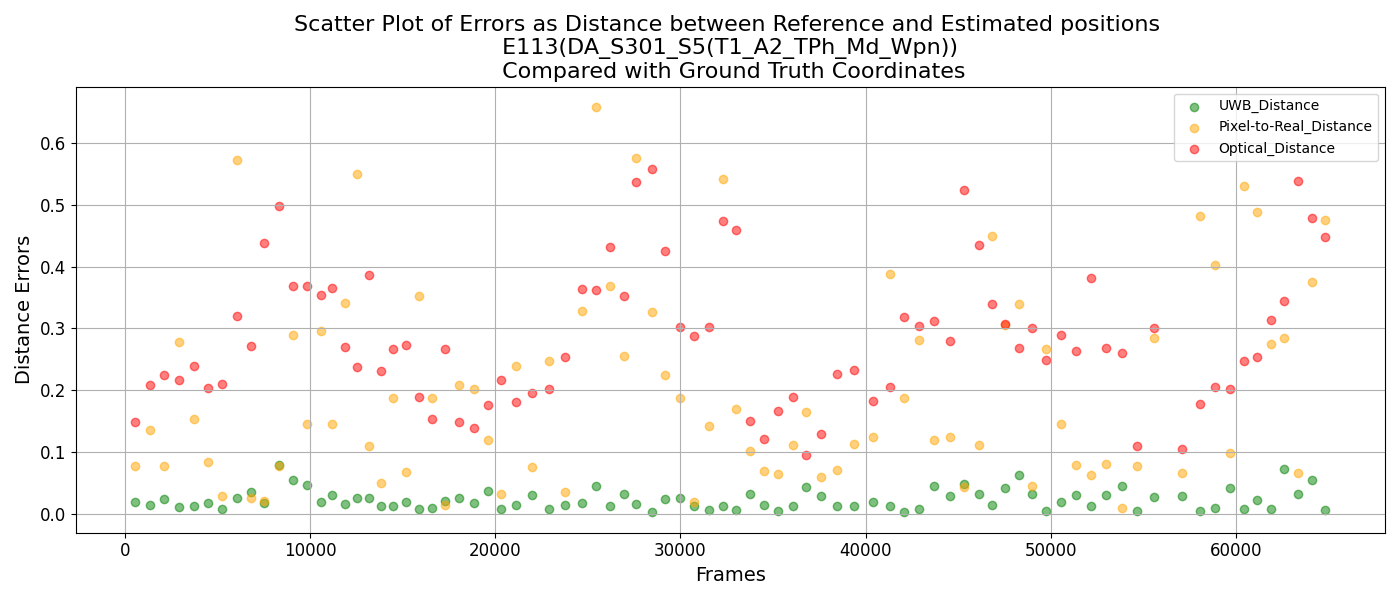 Scatter Plot of Errors as Distance between Reference and Estimated positions
E113(DA_S301_S5(T1_A2_TPh_Md_Wpn))
Compared with Ground Truth Coordinates
UWB_Distance
Pixel-to-Real_Distance
Optical_Distance
Distance Errors
0.6
0.5
0.4
0.3
0.2
0.1
0.0
0 10000 20000 30000 40000 50000 60000
Frames